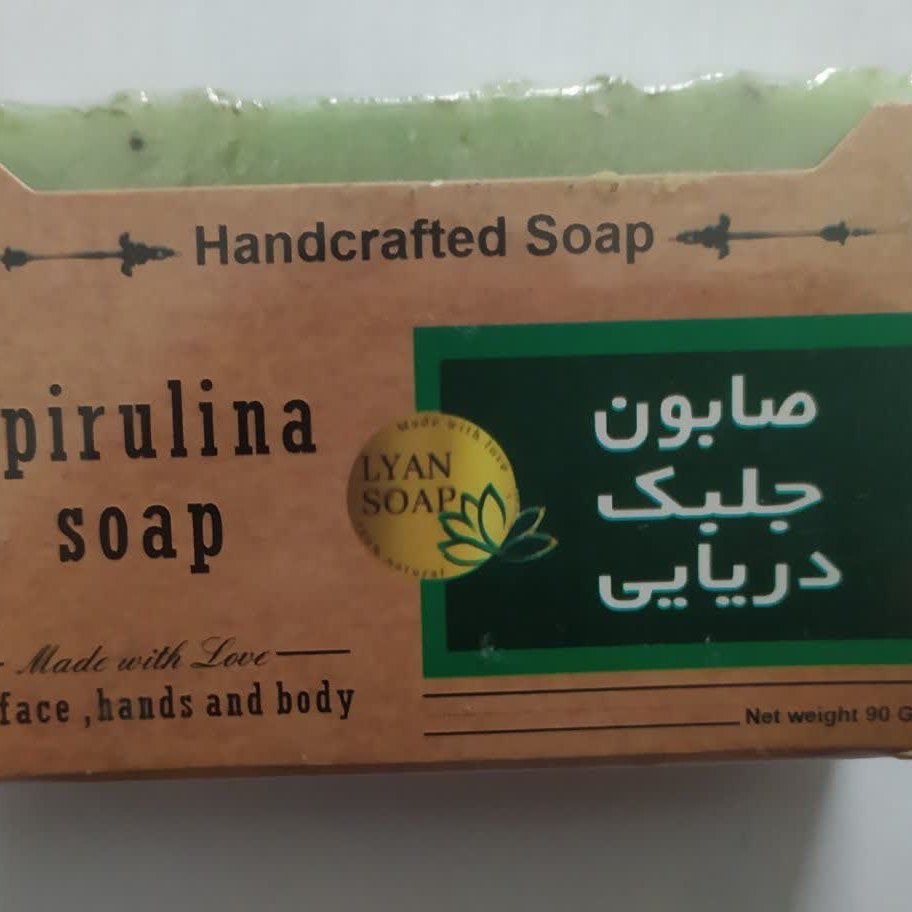 Handcrafted Soap
pirulina
soap
Made with love
LYAN
SOAP
natural
صابون
جلبک
دریایی
Made with Love
face ,hands and body
Net weight 90 G